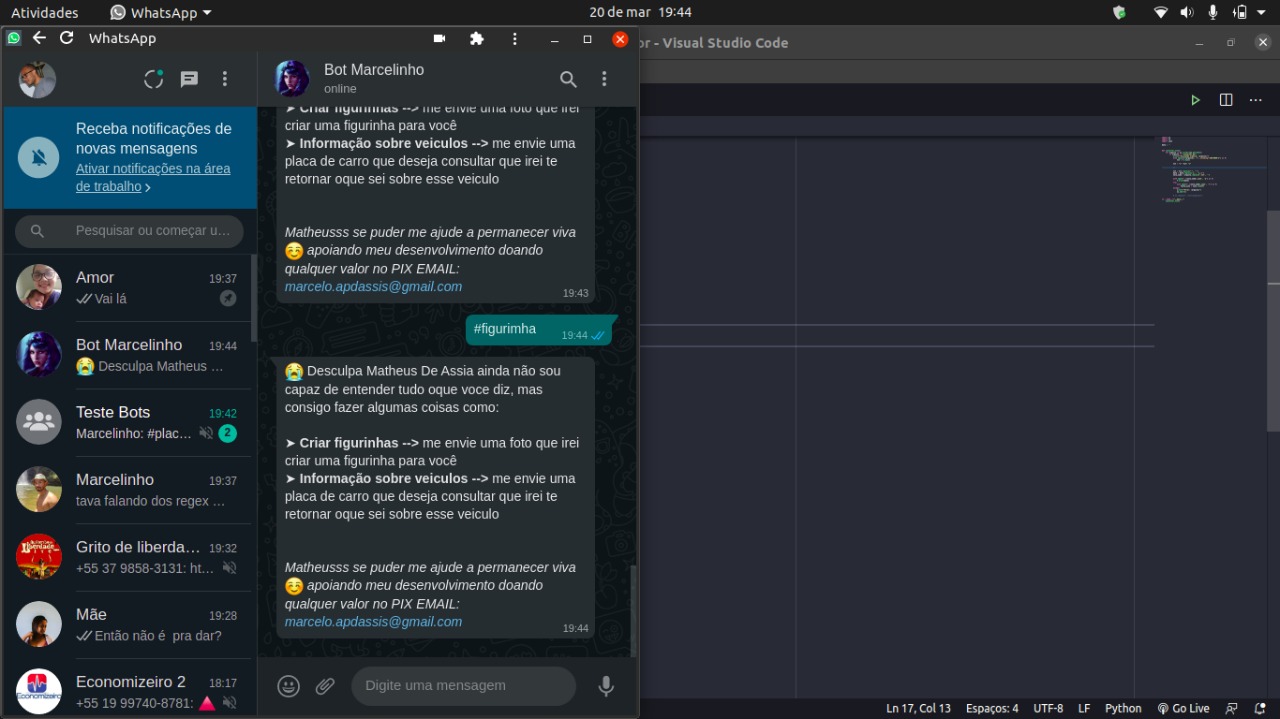 Atividades
WhatsApp
20 de mar 19:44
WhatsApp
or - Visual Studio Code
Receba notificações de
novas mensagens
Ativar notificações na área
de trabalho
Pesquisar ou começar u…
Amor 19:37
Vai lá
Bot Marcelinho 19:44
😭 Desculpa Matheus …
Teste Bots 19:42
Marcelinho: #plac… 2
Marcelinho 19:37
tava falando dos regex …
Grito de liberda… 19:32
+55 37 9858-3131: ht…
Mãe 19:28
Então não é pra dar?
Economizeiro 2 18:17
+55 19 99740-8781:
Bot Marcelinho
online
➤ Criar figurinhas --> me envie uma foto que irei
criar uma figurinha para você
➤ Informação sobre veiculos --> me envie uma
placa de carro que deseja consultar que irei te
retornar oque sei sobre esse veiculo
Matheusss se puder me ajude a permanecer viva
☺️ apoiando meu desenvolvimento doando
qualquer valor no PIX EMAIL:
marcelo.apdassis@gmail.com
19:43
#figurimha 19:44
😭 Desculpa Matheus De Assia ainda não sou
capaz de entender tudo oque voce diz, mas
consigo fazer algumas coisas como:
➤ Criar figurinhas --> me envie uma foto que irei
criar uma figurinha para você
➤ Informação sobre veiculos --> me envie uma
placa de carro que deseja consultar que irei te
retornar oque sei sobre esse veiculo
Matheusss se puder me ajude a permanecer viva
☺️ apoiando meu desenvolvimento doando
qualquer valor no PIX EMAIL:
marcelo.apdassis@gmail.com
19:44
Digite uma mensagem
Ln 17, Col 13 Espaços: 4 UTF-8 LF Python Go Live